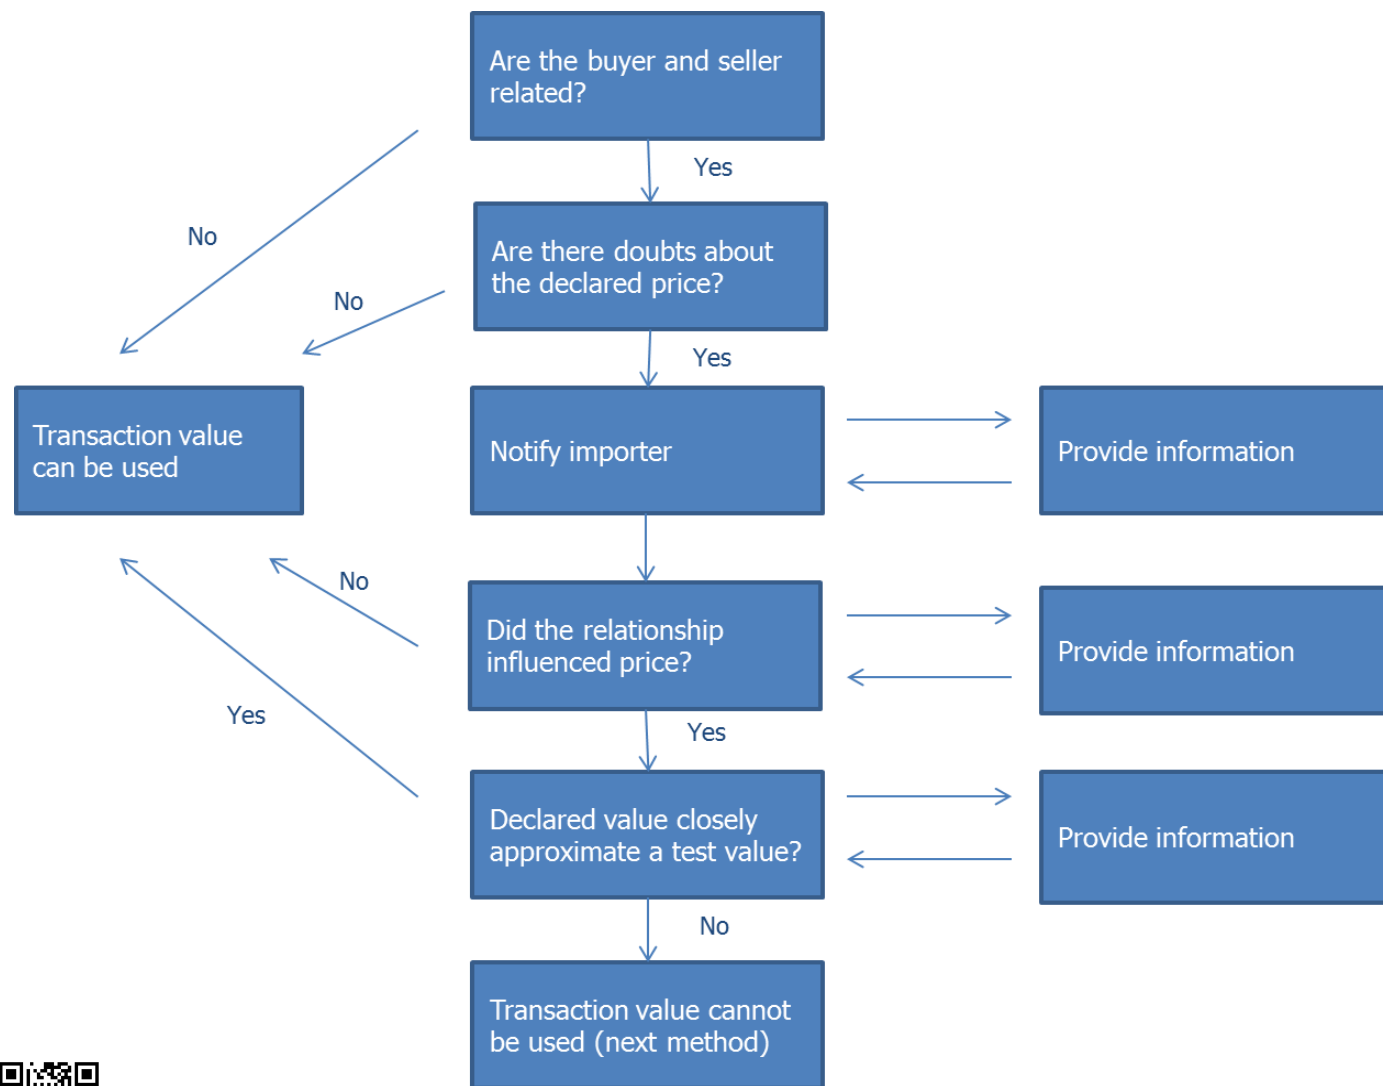 Are the buyer and seller
related?
Yes
No
Are there doubts about
the declared price?
No
Yes
Transaction value
can be used
Notify importer
Provide information
No
Did the relationship
influenced price?
Provide information
Yes
Yes
Declared value closely
approximate a test value?
Provide information
No
Transaction value cannot
be used (next method)